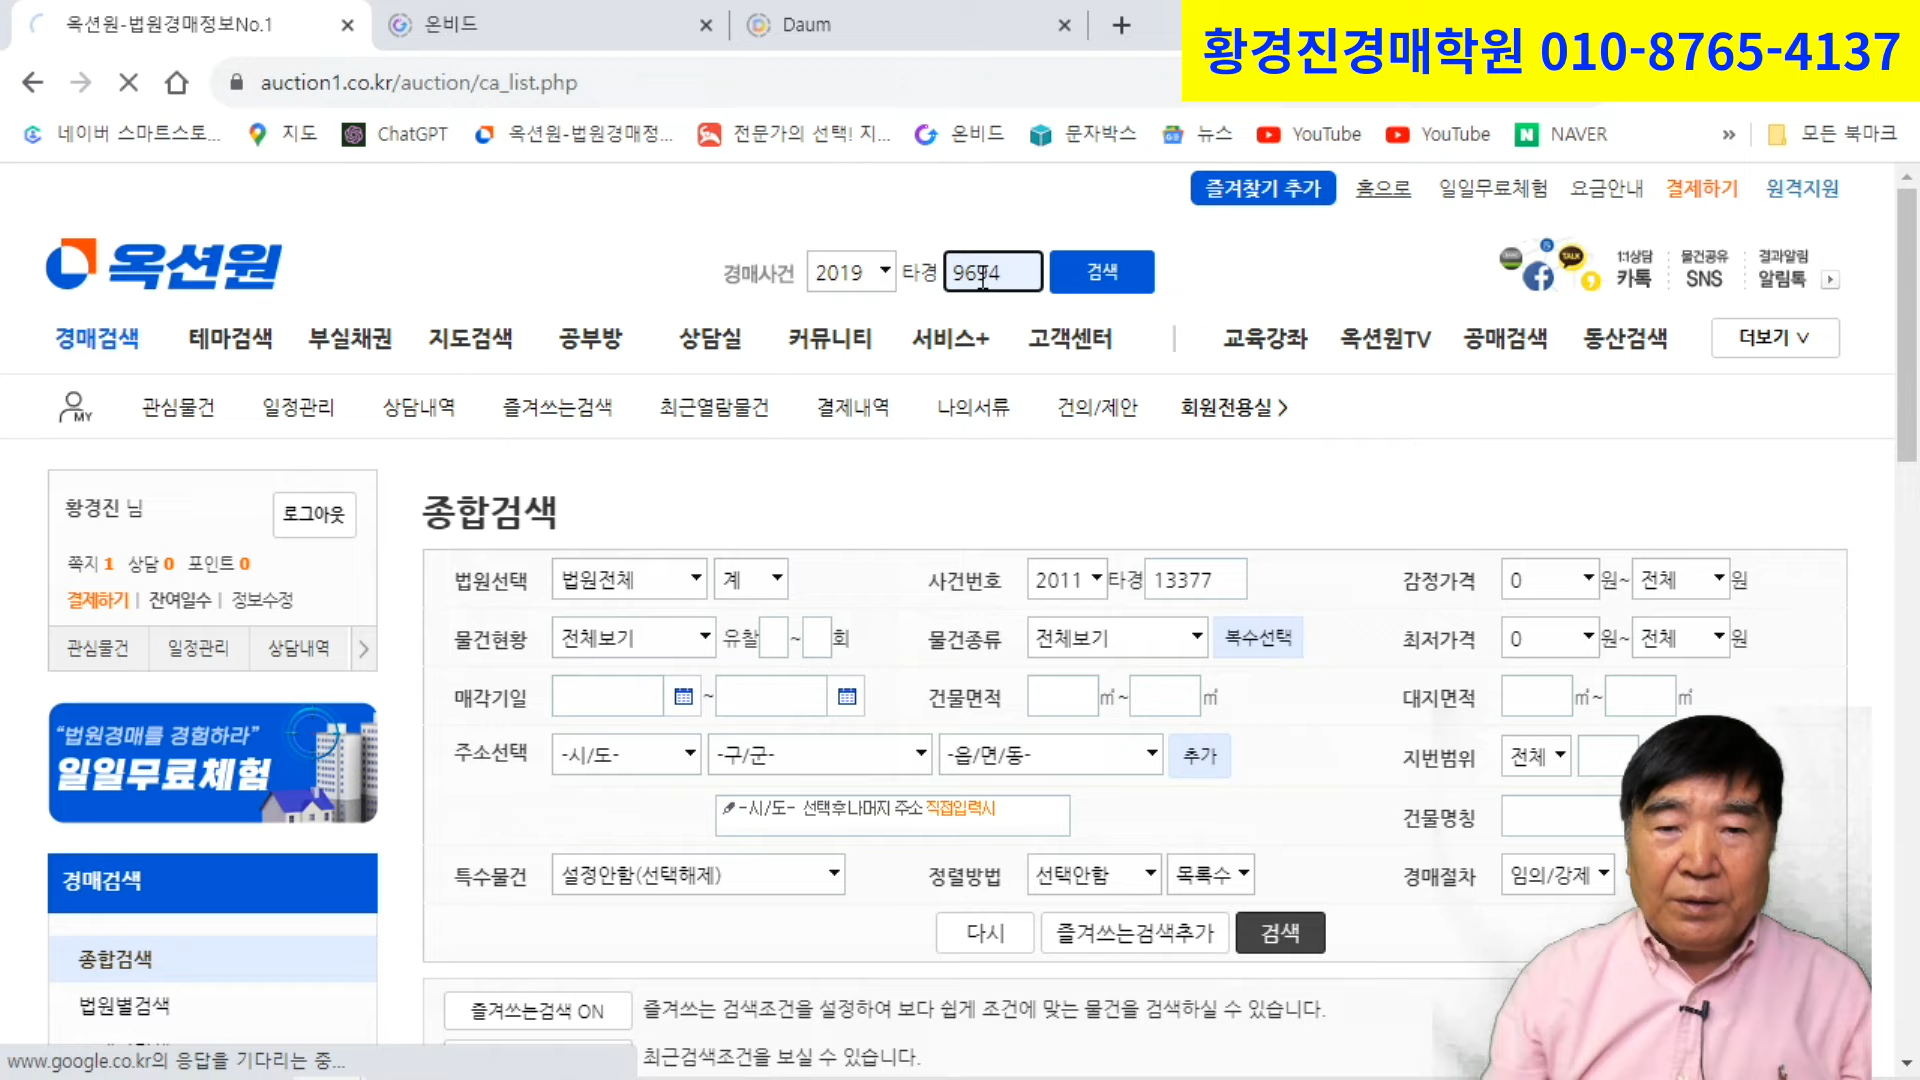 옥션원-법원경매정보No.1
온비드
Daum
황경진경매학원 010-8765-4137
auction1.co.kr/auction/ca_list.php
네이버 스마트스토... 지도 ChatGPT 옥션원-법원경매정... 전문가의 선택! 지... 온비드 문자박스 뉴스 YouTube YouTube NAVER » 모든 북마크
즐겨찾기 추가 홈으로 일일무료체험 요금안내 결제하기 원격지원
옥션원
경매사건 2019 타경 검색
TALK
1:1상담 물건공유 결과알림
카톡 SNS 알림톡
경매검색 테마검색 부실채권 지도검색 공부방 상담실 커뮤니티 서비스+ 고객센터 | 교육강좌 옥션원TV 공매검색 동산검색 더보기 ∨
MY 관심물건 일정관리 상담내역 즐겨쓰는검색 최근열람물건 결제내역 나의서류 건의/제안 회원전용실 >
황경진 님 로그아웃
쪽지 1 상담 0 포인트 0
결제하기 | 잔여일수 | 정보수정
관심물건 일정관리 상담내역 >
“법원경매를 경험하라”
일일무료체험
경매검색
종합검색
법원별검색
종합검색
법원선택 법원전체 계 사건번호 2011 타경 13377 감정가격 0 원~ 전체 원
물건현황 전체보기 유찰 ~ 회 물건종류 전체보기 복수선택 최저가격 0 원~ 전체 원
매각기일 ~ 건물면적 ㎡~ ㎡ 대지면적 ㎡~ ㎡
주소선택 -시/도- -구/군- -읍/면/동- 추가 지번범위 전체
-시/도- 선택후 나머지 주소 직접입력시 건물명칭
특수물건 설정안함(선택해제) 정렬방법 선택안함 목록수 경매절차 임의/강제
다시 즐겨쓰는검색추가 검색
즐겨쓰는검색 ON 즐겨쓰는 검색조건을 설정하여 보다 쉽게 조건에 맞는 물건을 검색하실 수 있습니다.
최근검색조건을 보실 수 있습니다.
www.google.co.kr의 응답을 기다리는 중...